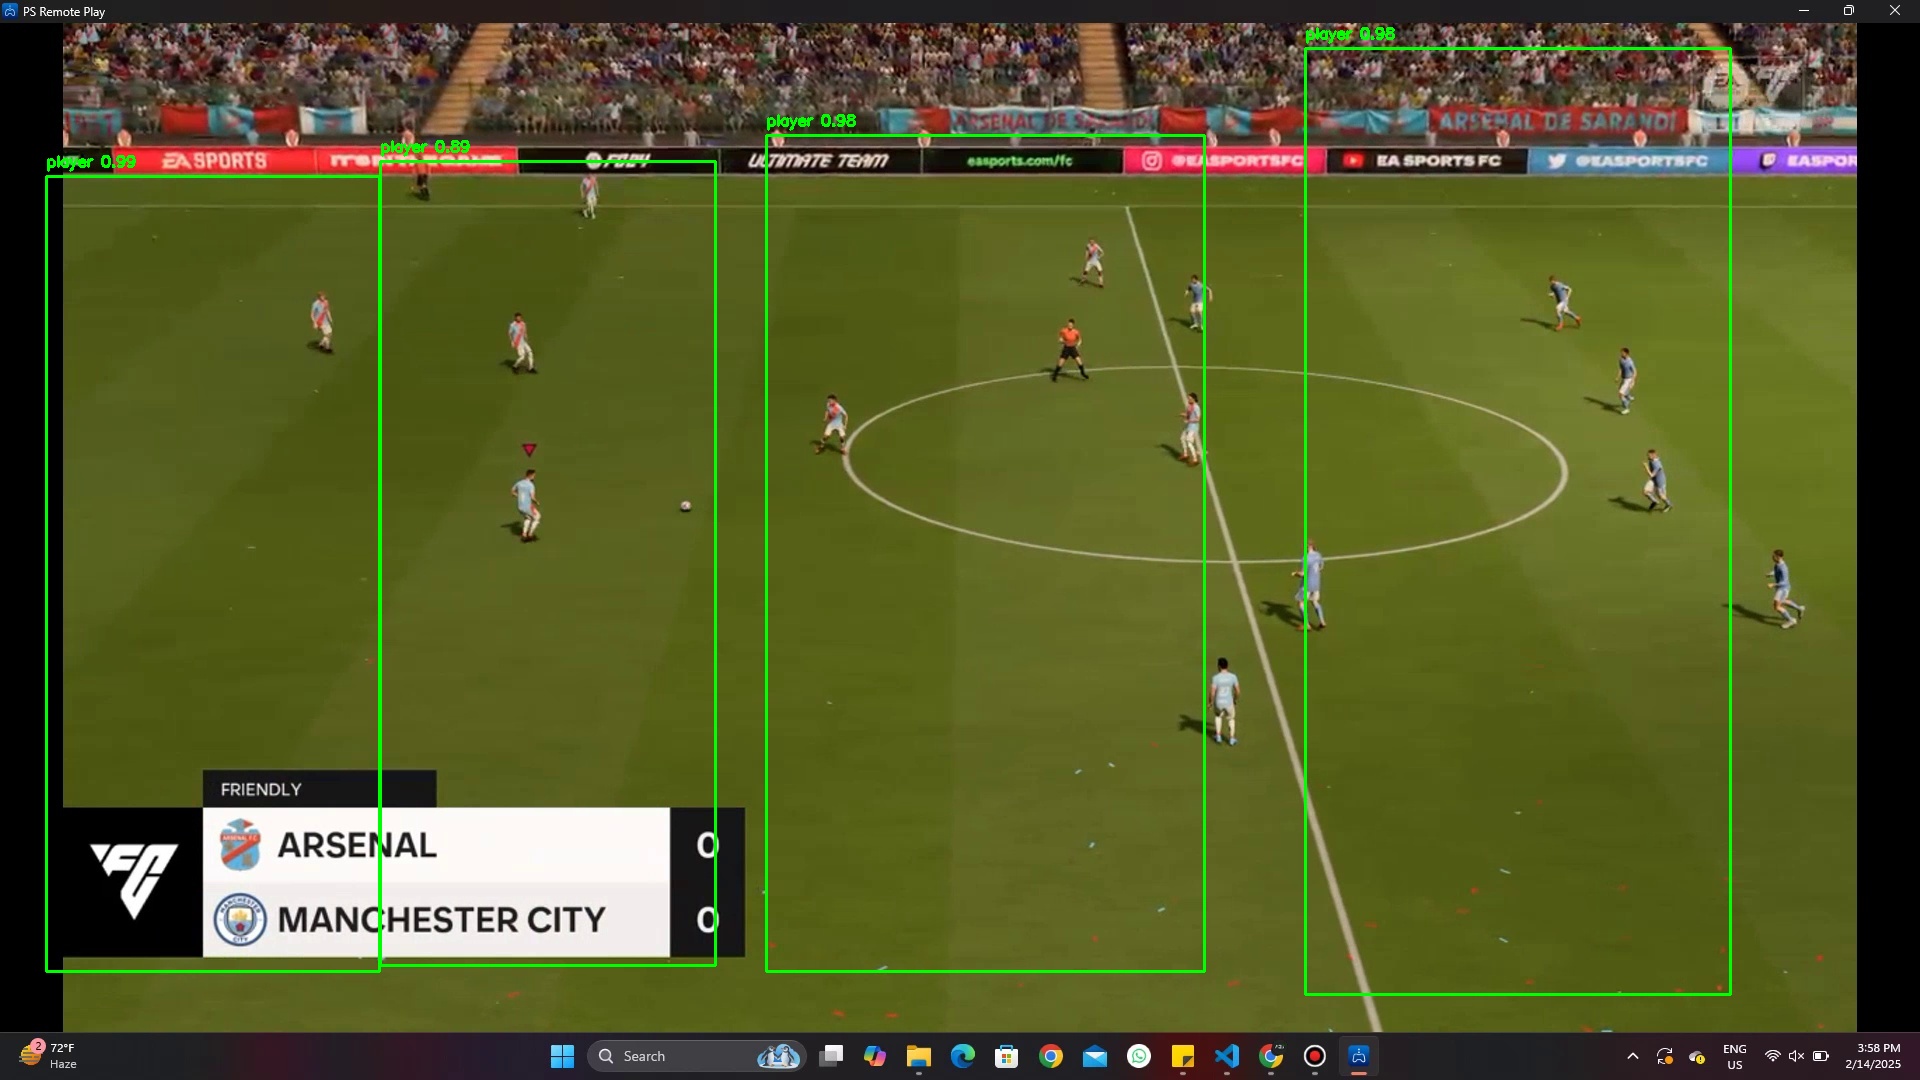 PS Remote Play
player 0.98
ARSENAL DE SARANDI
ARSENAL DE SARANDI
player 0.98
player 0.89
player 0.99
EA SPORTS
FC24
ULTIMATE TEAM
easports.com/fc
@EASPORTSFC
EA SPORTS FC
@EASPORTSFC
EASPOR
FRIENDLY
ARSENAL 0
MANCHESTER CITY 0
2
72°F
Haze
Search
ENG
US
3:58 PM
2/14/2025